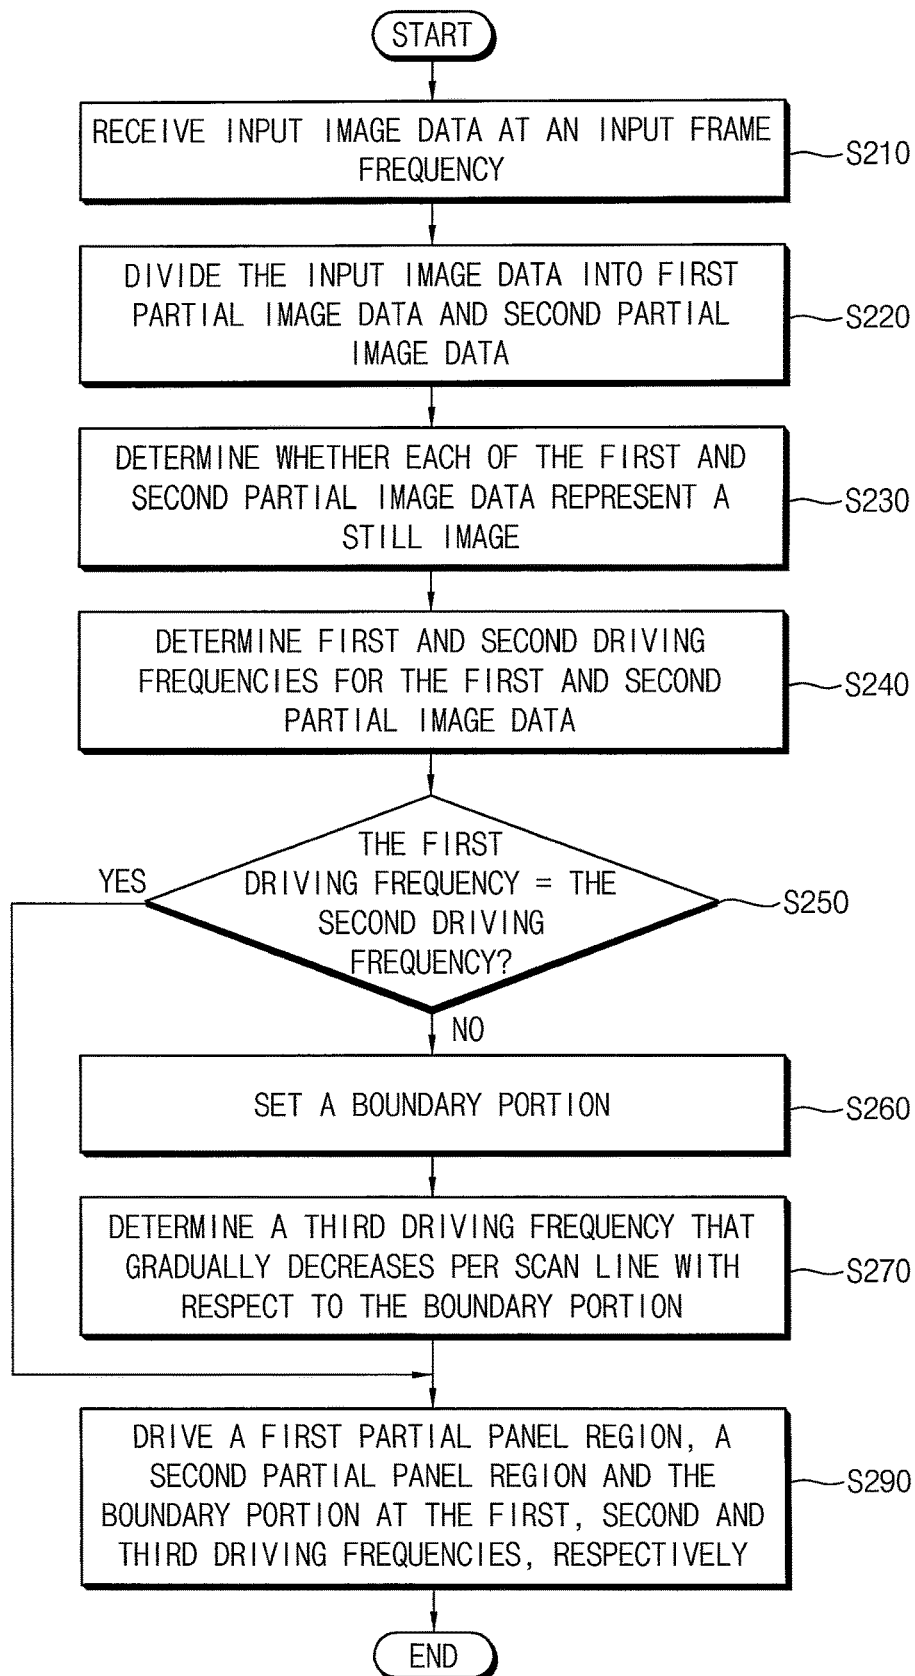 START
RECEIVE INPUT IMAGE DATA AT AN INPUT FRAME
FREQUENCY
S210
DIVIDE THE INPUT IMAGE DATA INTO FIRST
PARTIAL IMAGE DATA AND SECOND PARTIAL
IMAGE DATA
S220
DETERMINE WHETHER EACH OF THE FIRST AND
SECOND PARTIAL IMAGE DATA REPRESENT A
STILL IMAGE
S230
DETERMINE FIRST AND SECOND DRIVING
FREQUENCIES FOR THE FIRST AND SECOND
PARTIAL IMAGE DATA
S240
THE FIRST
DRIVING FREQUENCY = THE
SECOND DRIVING
FREQUENCY?
YES
S250
NO
SET A BOUNDARY PORTION
S260
DETERMINE A THIRD DRIVING FREQUENCY THAT
GRADUALLY DECREASES PER SCAN LINE WITH
RESPECT TO THE BOUNDARY PORTION
S270
DRIVE A FIRST PARTIAL PANEL REGION, A
SECOND PARTIAL PANEL REGION AND THE
BOUNDARY PORTION AT THE FIRST, SECOND AND
THIRD DRIVING FREQUENCIES, RESPECTIVELY
S290
END